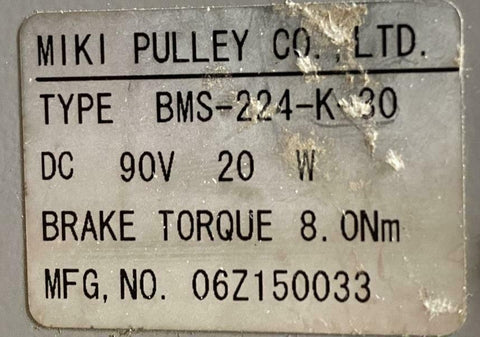 MIKI PULLEY CO., LTD.
TYPE BMS-224-K-30
DC 90V 20 W
BRAKE TORQUE 8.0Nm
MFG, NO. 06Z150033